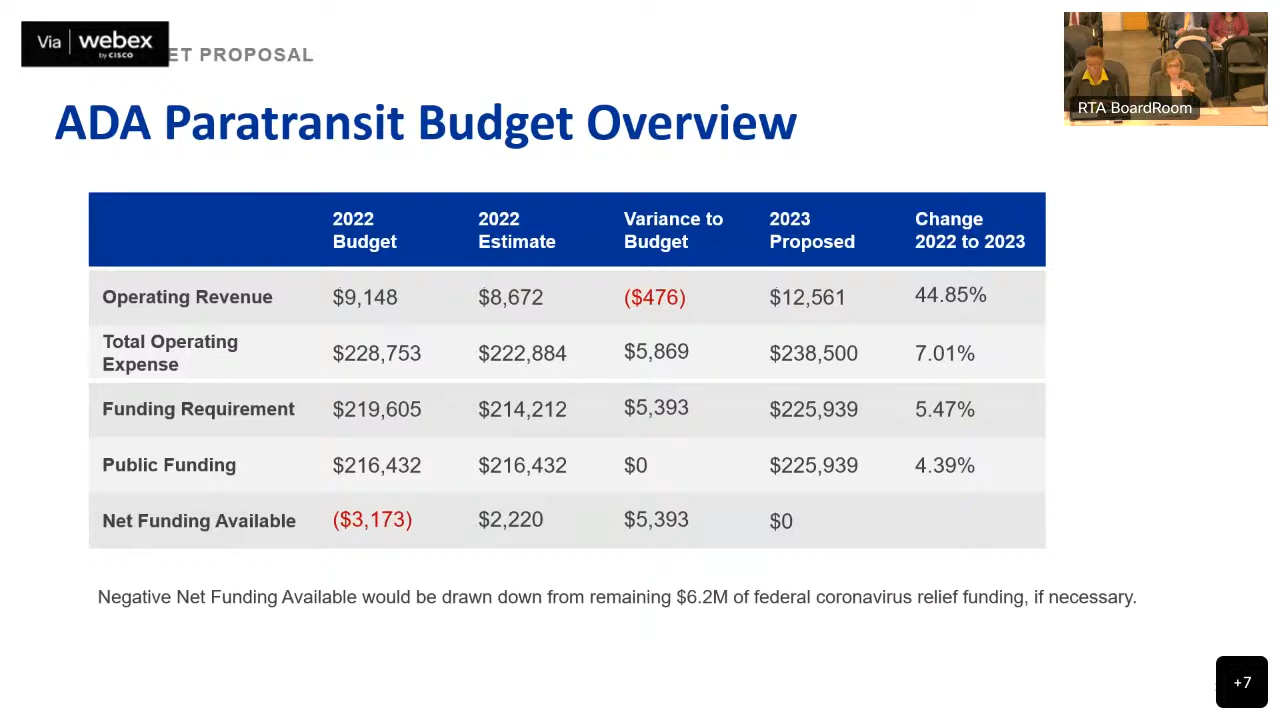 Via webex
by CISCO
ET PROPOSAL
RTA BoardRoom
ADA Paratransit Budget Overview
2022 Budget 2022 Estimate Variance to Budget 2023 Proposed Change 2022 to 2023
Operating Revenue $9,148 $8,672 ($476) $12,561 44.85%
Total Operating Expense $228,753 $222,884 $5,869 $238,500 7.01%
Funding Requirement $219,605 $214,212 $5,393 $225,939 5.47%
Public Funding $216,432 $216,432 $0 $225,939 4.39%
Net Funding Available ($3,173) $2,220 $5,393 $0
Negative Net Funding Available would be drawn down from remaining $6.2M of federal coronavirus relief funding, if necessary.
+7